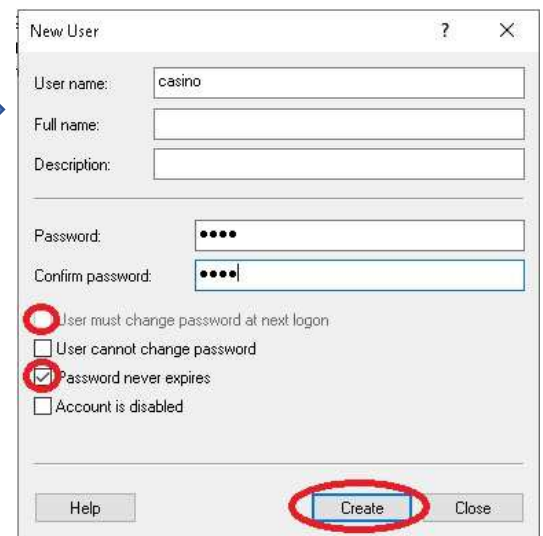 New User ? ×
User name: casino
Full name:
Description:
Password: ••••
Confirm password: ••••
User must change password at next logon
User cannot change password
Password never expires
Account is disabled
Help Create Close